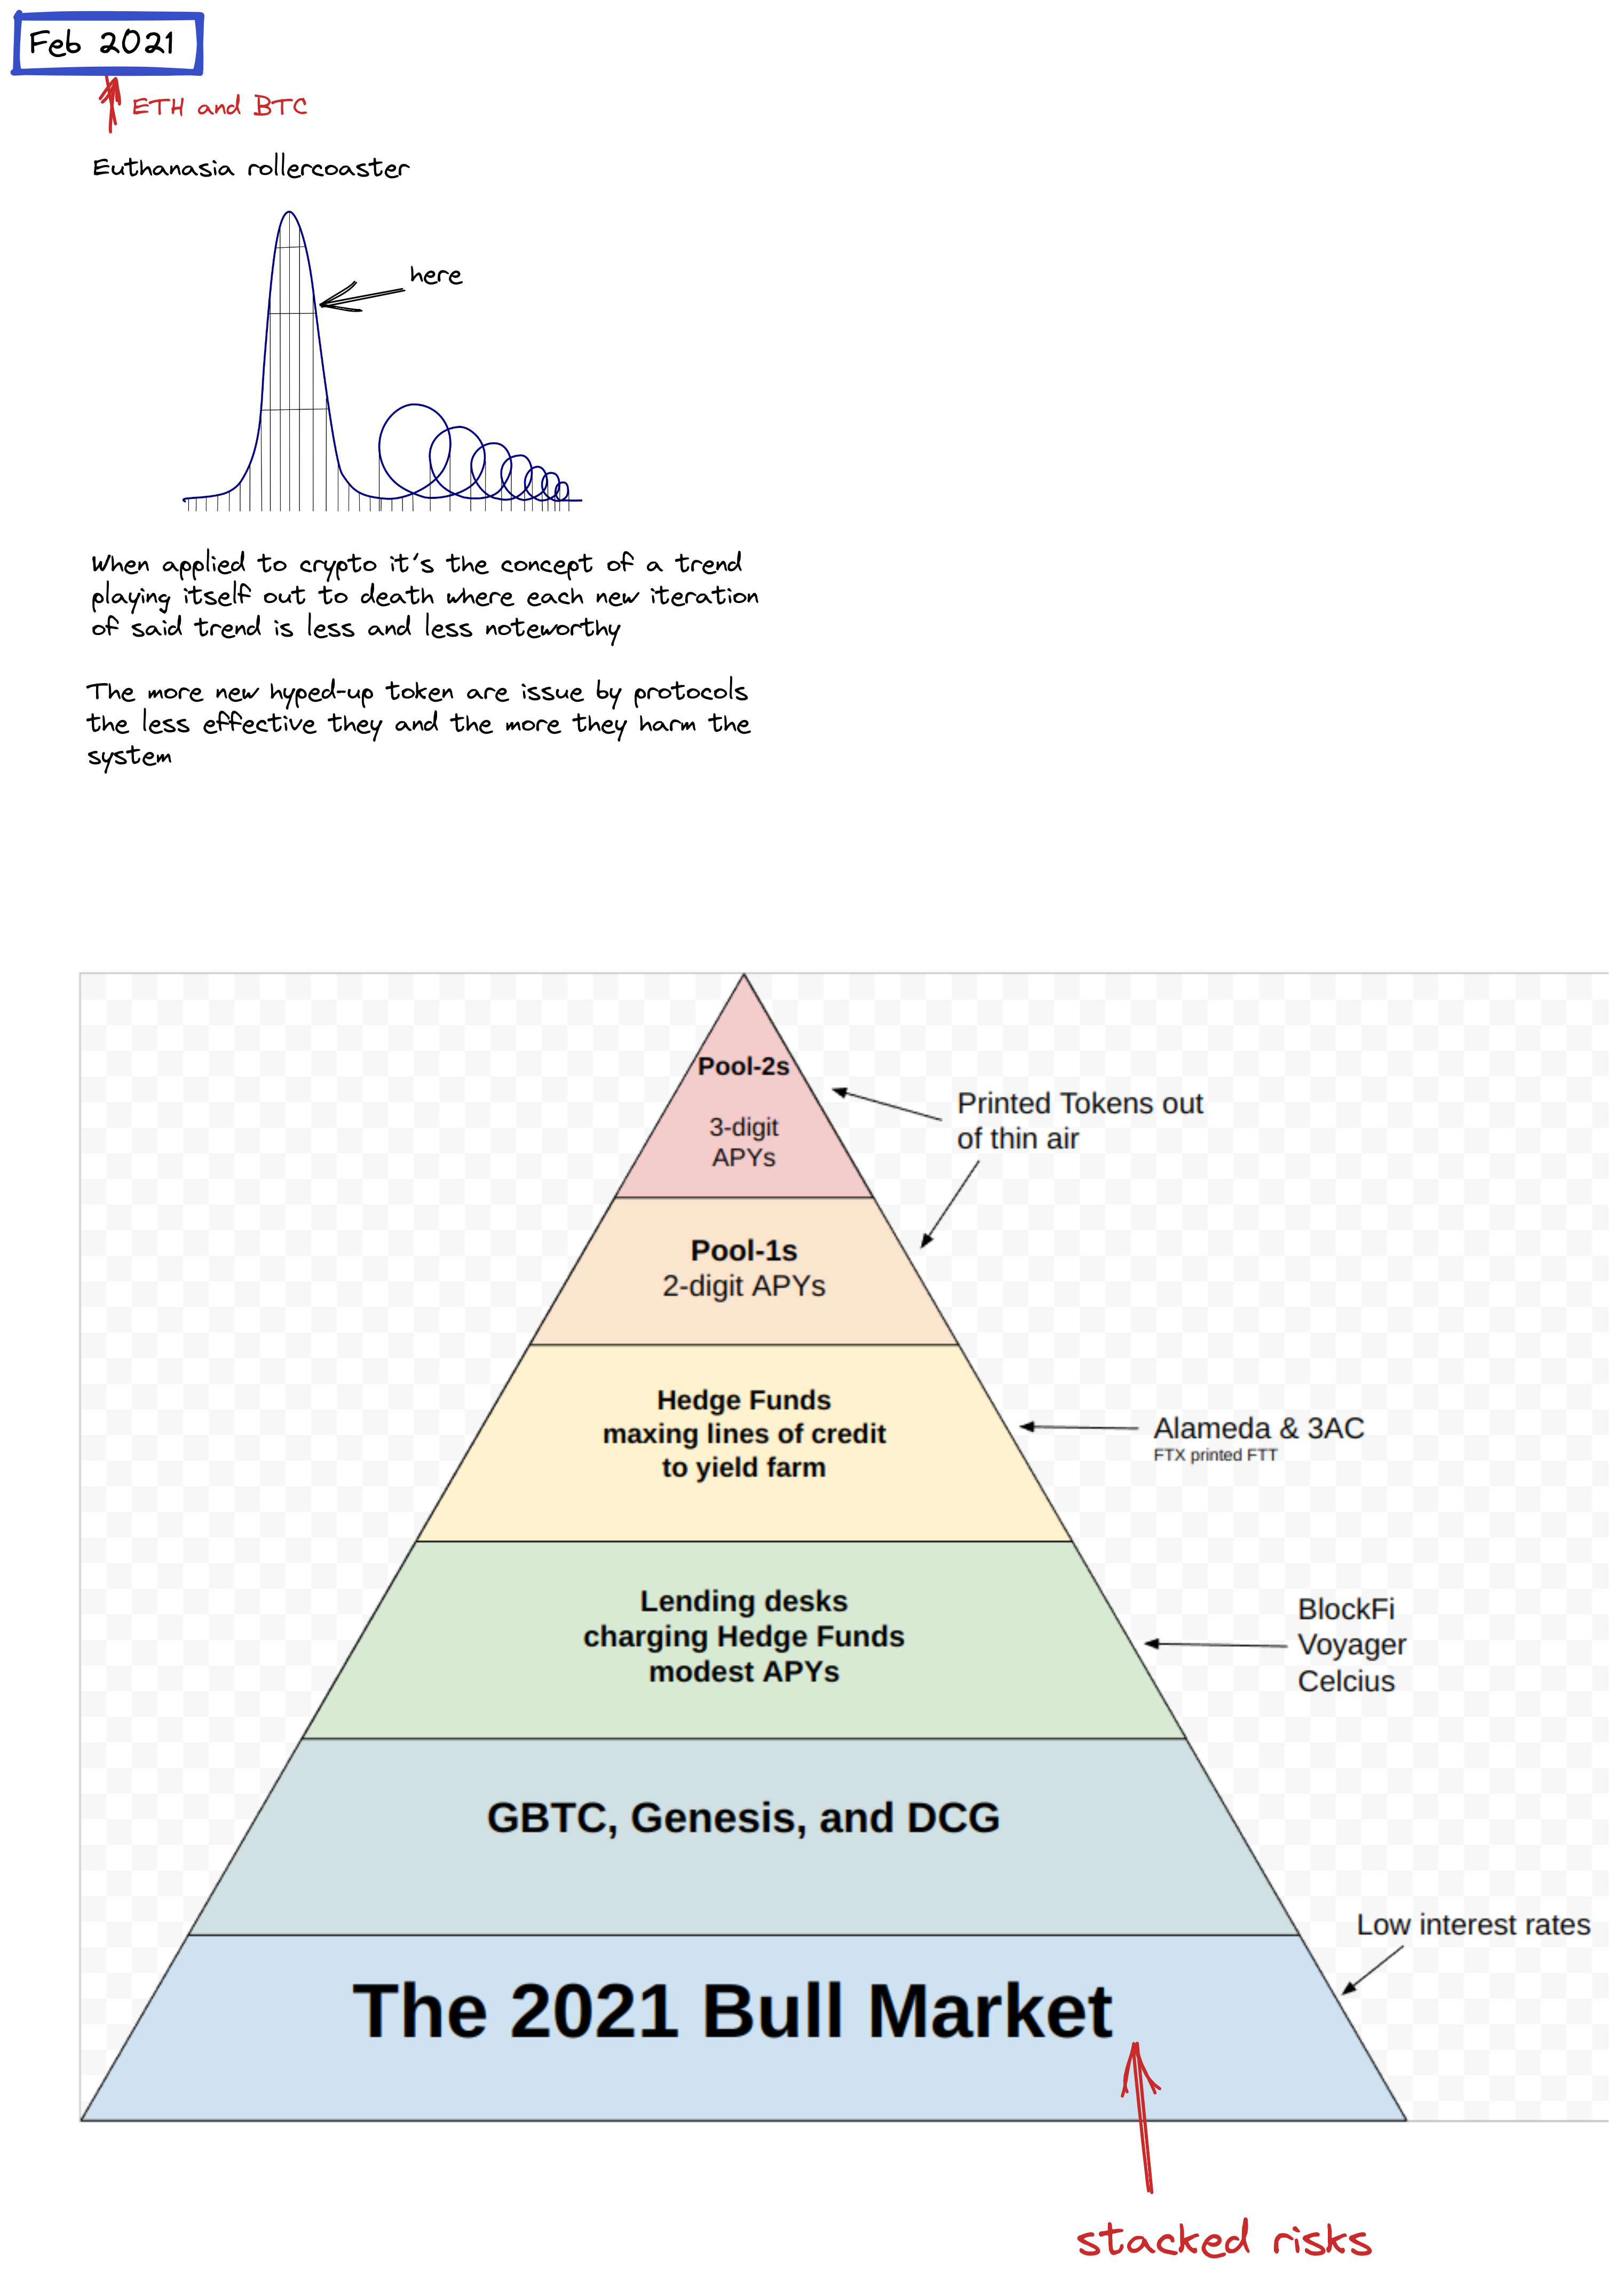 Feb 2021
ETH and BTC
Euthanasia rollercoaster
here
When applied to crypto it's the concept of a trend
playing itself out to death where each new iteration
of said trend is less and less noteworthy
The more new hyped-up token are issue by protocols
the less effective they and the more they harm the
system
Pool-2s
3-digit
APYs
Printed Tokens out
of thin air
Pool-1s
2-digit APYs
Hedge Funds
maxing lines of credit
to yield farm
Alameda & 3AC
FTX printed FTT
Lending desks
charging Hedge Funds
modest APYs
BlockFi
Voyager
Celcius
GBTC, Genesis, and DCG
Low interest rates
The 2021 Bull Market
stacked risks